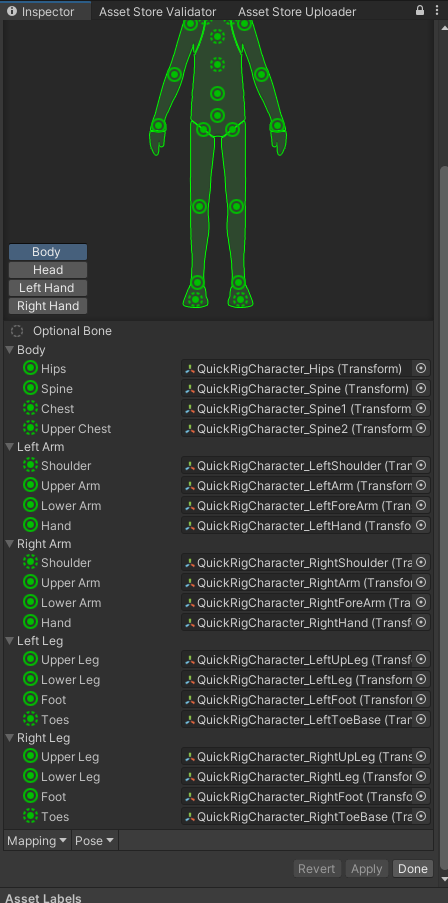 Inspector Asset Store Validator Asset Store Uploader
Body
Head
Left Hand
Right Hand
Optional Bone
Body
Hips QuickRigCharacter_Hips (Transform)
Spine QuickRigCharacter_Spine (Transform)
Chest QuickRigCharacter_Spine1 (Transform
Upper Chest QuickRigCharacter_Spine2 (Transform
Left Arm
Shoulder QuickRigCharacter_LeftShoulder (Tran
Upper Arm QuickRigCharacter_LeftArm (Transform
Lower Arm QuickRigCharacter_LeftForeArm (Tran
Hand QuickRigCharacter_LeftHand (Transfo
Right Arm
Shoulder QuickRigCharacter_RightShoulder (Tra
Upper Arm QuickRigCharacter_RightArm (Transfo
Lower Arm QuickRigCharacter_RightForeArm (Tra
Hand QuickRigCharacter_RightHand (Transf
Left Leg
Upper Leg QuickRigCharacter_LeftUpLeg (Transf
Lower Leg QuickRigCharacter_LeftLeg (Transform
Foot QuickRigCharacter_LeftFoot (Transfor
Toes QuickRigCharacter_LeftToeBase (Tran
Right Leg
Upper Leg QuickRigCharacter_RightUpLeg (Trans
Lower Leg QuickRigCharacter_RightLeg (Transfor
Foot QuickRigCharacter_RightFoot (Transfo
Toes QuickRigCharacter_RightToeBase (Tra
Mapping Pose
Revert Apply Done
Asset Labels